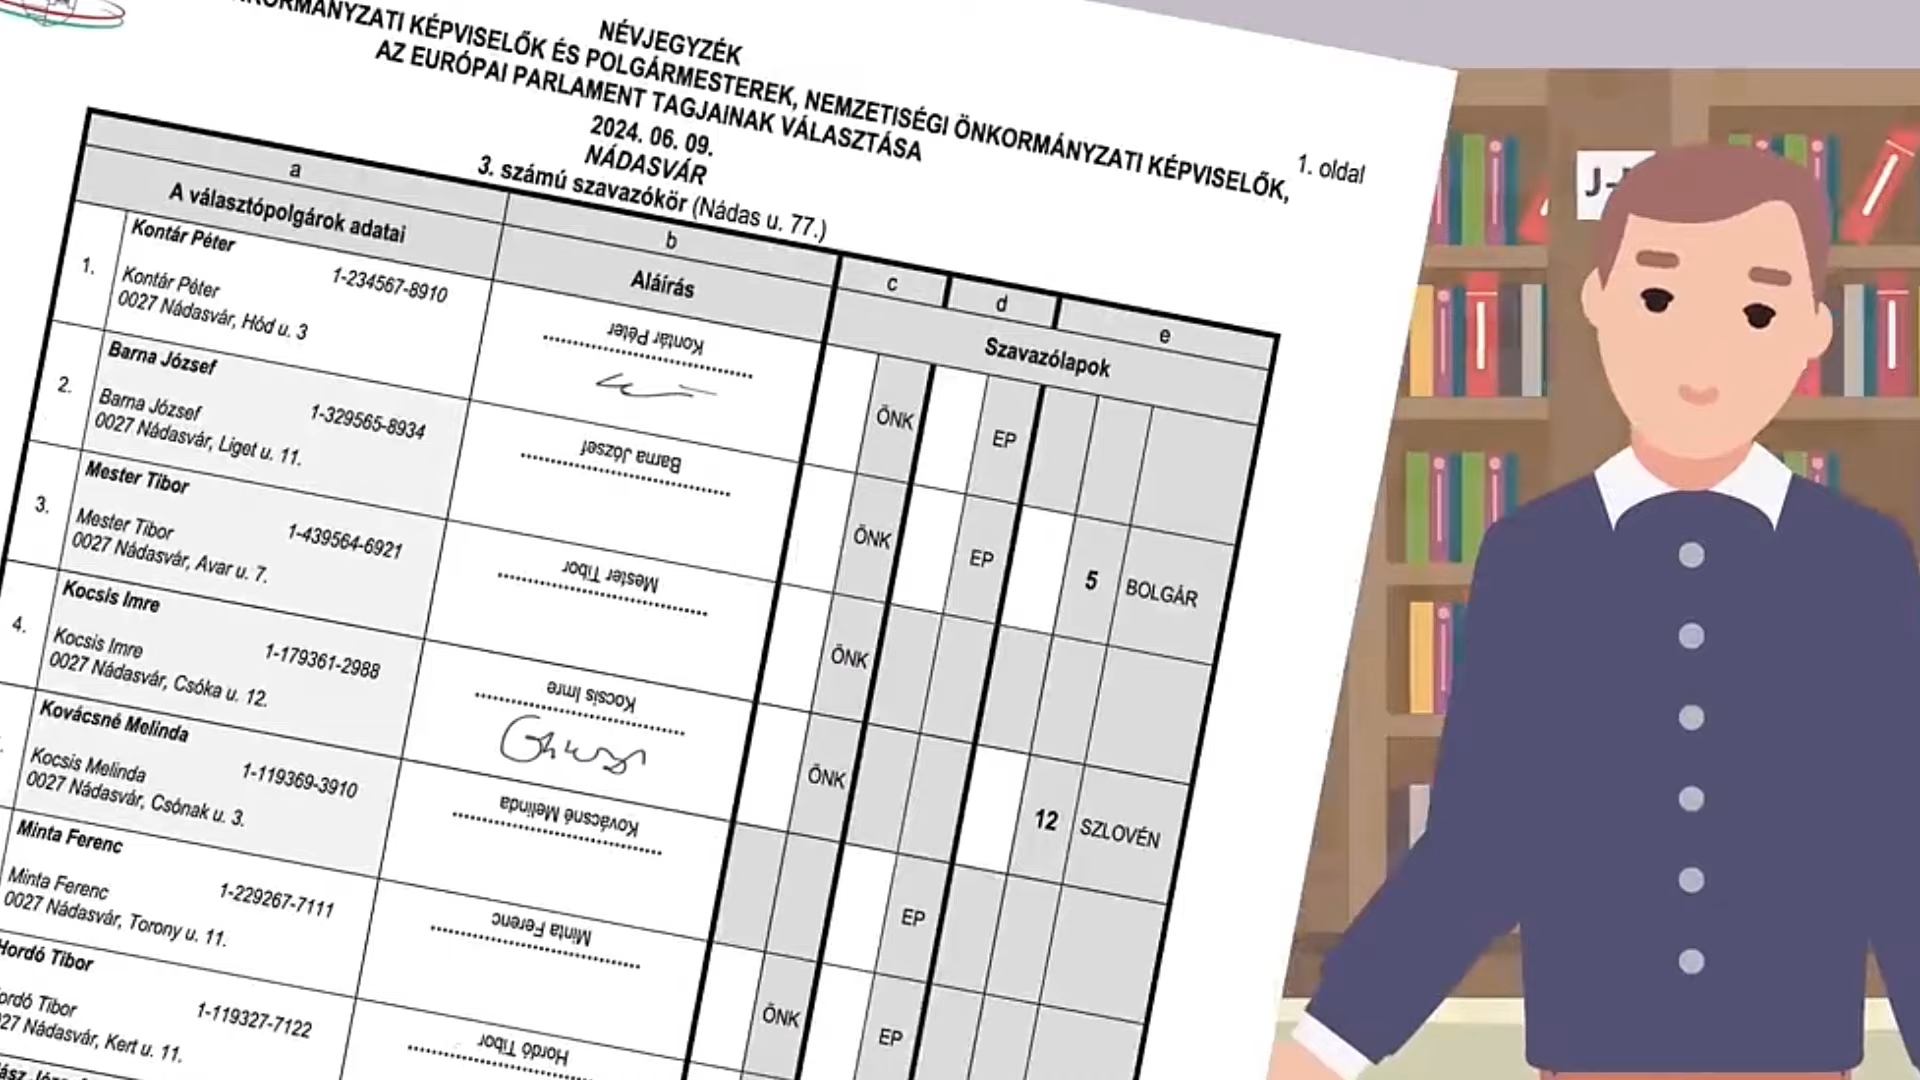 NÉVJEGYZÉK
ÖNKORMÁNYZATI KÉPVISELŐK ÉS POLGÁRMESTEREK, NEMZETISÉGI ÖNKORMÁNYZATI KÉPVISELŐK,
AZ EURÓPAI PARLAMENT TAGJAINAK VÁLASZTÁSA
2024. 06. 09.
NÁDASVÁR
3. számú szavazókör (Nádas u. 77.)
1. oldal
a b c d e
A választópolgárok adatai Aláírás Szavazólapok
1. Kontár Péter
1-234567-8910
Kontár Péter
0027 Nádasvár, Hód u. 3
Kontár Péter
ÖNK EP
2. Barna József
1-329565-8934
Barna József
0027 Nádasvár, Liget u. 11.
Barna József
ÖNK EP 5 BOLGÁR
3. Mester Tibor
1-439564-6921
Mester Tibor
0027 Nádasvár, Avar u. 7.
Mester Tibor
ÖNK
4. Kocsis Imre
1-179361-2988
Kocsis Imre
0027 Nádasvár, Csóka u. 12.
Kocsis Imre
ÖNK 12 SZLOVÉN
Kovácsné Melinda
1-119369-3910
Kocsis Melinda
0027 Nádasvár, Csónak u. 3.
Kovácsné Melinda
EP
Minta Ferenc
1-229267-7111
Minta Ferenc
0027 Nádasvár, Torony u. 11.
Minta Ferenc
ÖNK EP
Hordó Tibor
1-119327-7122
ordó Tibor
027 Nádasvár, Kert u. 11.
Hordó Tibor